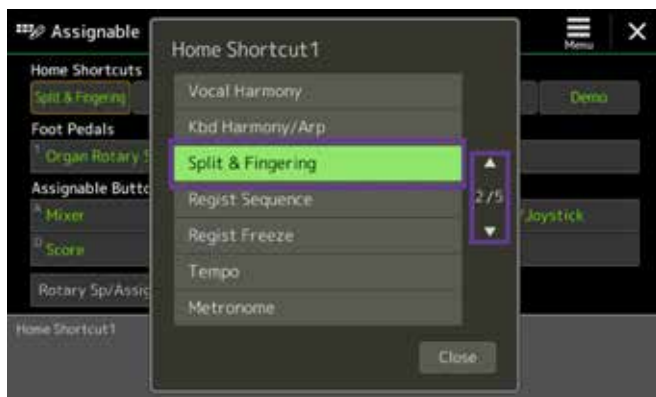 Assignable
Menu
Home Shortcuts
Split & Fingering
Demo
Foot Pedals
1
Organ Rotary S
Assignable Butto
A
Mixer
/Joystick
D
Score
Rotary Sp/Assig
Home Shortcut1
Home Shortcut1
Vocal Harmony
Kbd Harmony/Arp
Split & Fingering
Regist Sequence
Regist Freeze
Tempo
Metronome
2/5
Close